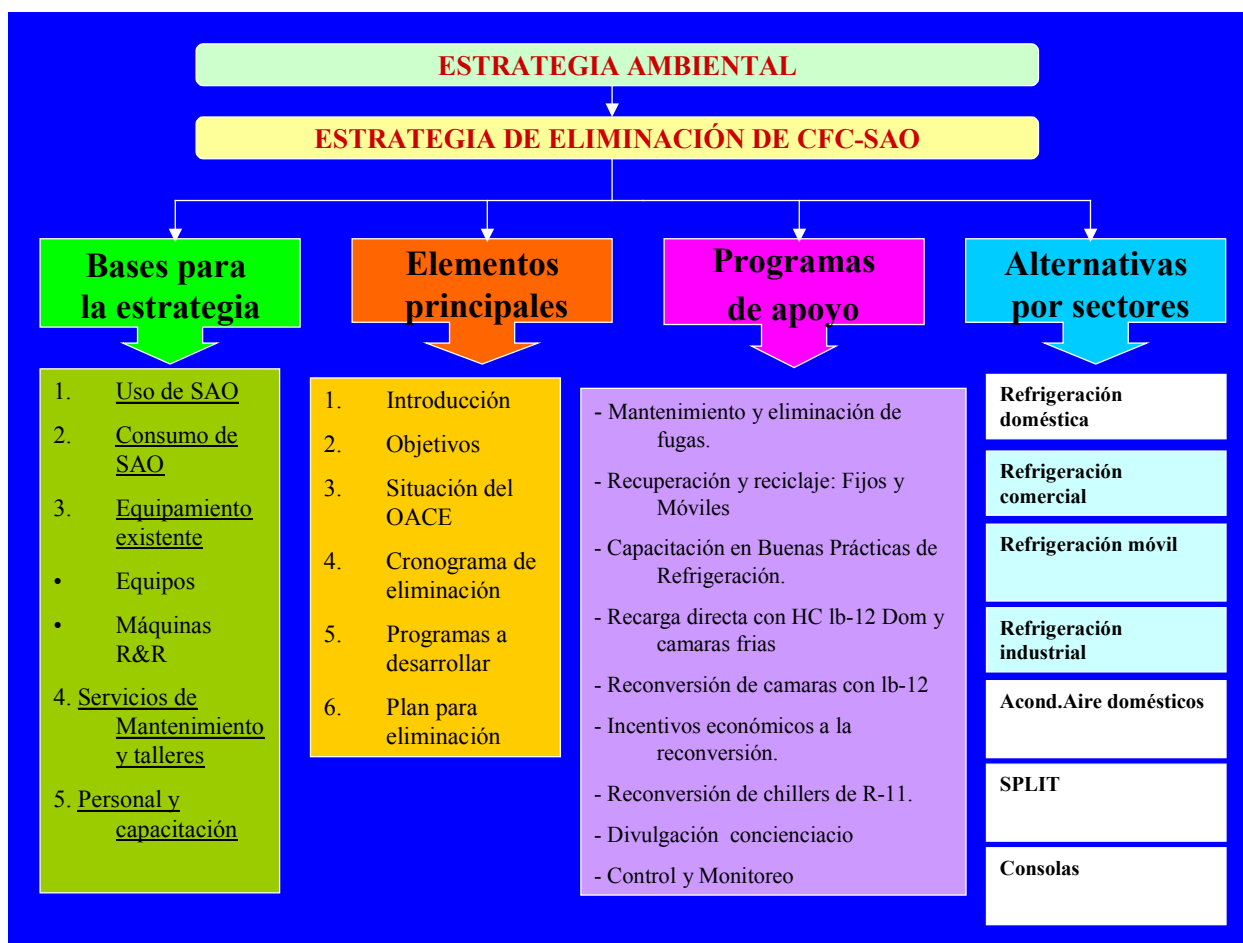 ESTRATEGIA AMBIENTAL
ESTRATEGIA DE ELIMINACIÓN DE CFC-SAO
Bases para
la estrategia
1. Uso de SAO
2. Consumo de
SAO
3. Equipamiento
existente
• Equipos
• Máquinas
R&R
4. Servicios de
Mantenimiento
y talleres
5. Personal y
capacitación
Elementos
principales
1. Introducción
2. Objetivos
3. Situación del
OACE
4. Cronograma de
eliminación
5. Programas a
desarrollar
6. Plan para
eliminación
Programas
de apoyo
- Mantenimiento y eliminación de
fugas.
- Recuperación y reciclaje: Fijos y
Móviles
- Capacitación en Buenas Prácticas de
Refrigeración.
- Recarga directa con HC lb-12 Dom y
camaras frias
- Reconversión de camaras con lb-12
- Incentivos económicos a la
reconversión.
- Reconversión de chillers de R-11.
- Divulgación concienciacio
- Control y Monitoreo
Alternativas
por sectores
Refrigeración
doméstica
Refrigeración
comercial
Refrigeración móvil
Refrigeración
industrial
Acond.Aire domésticos
SPLIT
Consolas